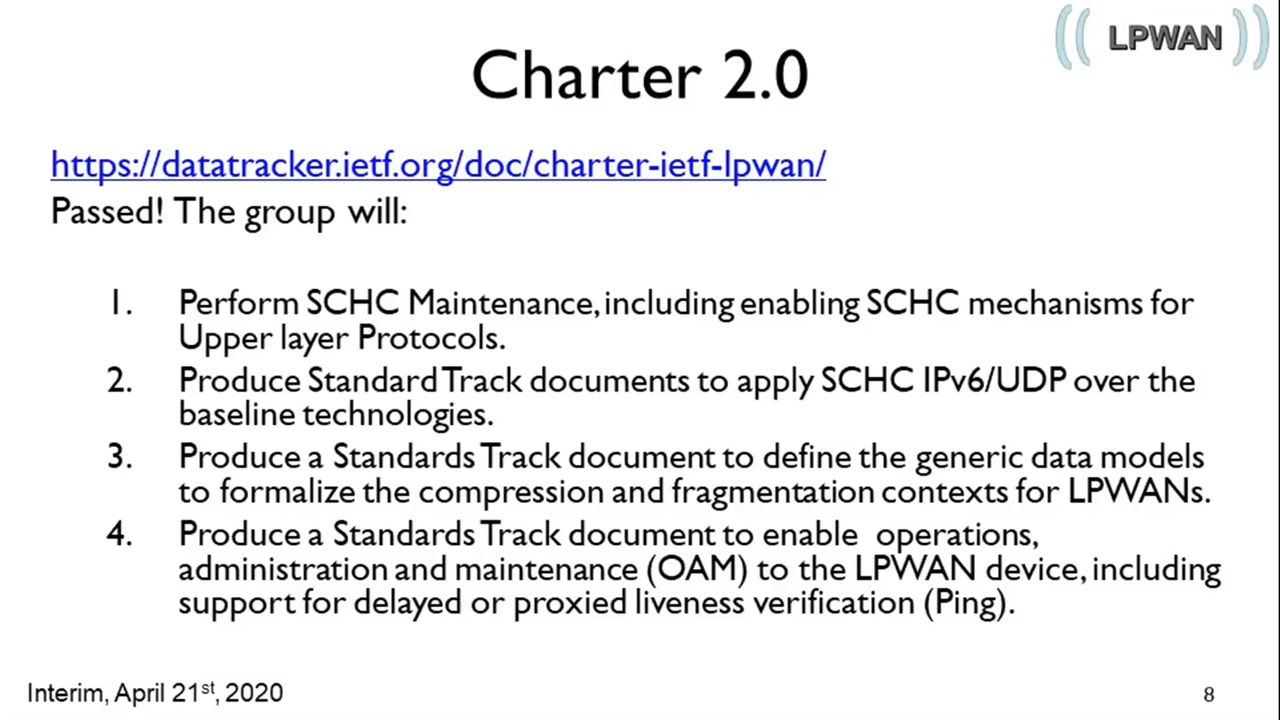 LPWAN
Charter 2.0
https://datatracker.ietf.org/doc/charter-ietf-lpwan/
Passed! The group will:
1. Perform SCHC Maintenance, including enabling SCHC mechanisms for
Upper layer Protocols.
2. Produce Standard Track documents to apply SCHC IPv6/UDP over the
baseline technologies.
3. Produce a Standards Track document to define the generic data models
to formalize the compression and fragmentation contexts for LPWANs.
4. Produce a Standards Track document to enable operations,
administration and maintenance (OAM) to the LPWAN device, including
support for delayed or proxied liveness verification (Ping).
Interim, April 21st, 2020
8